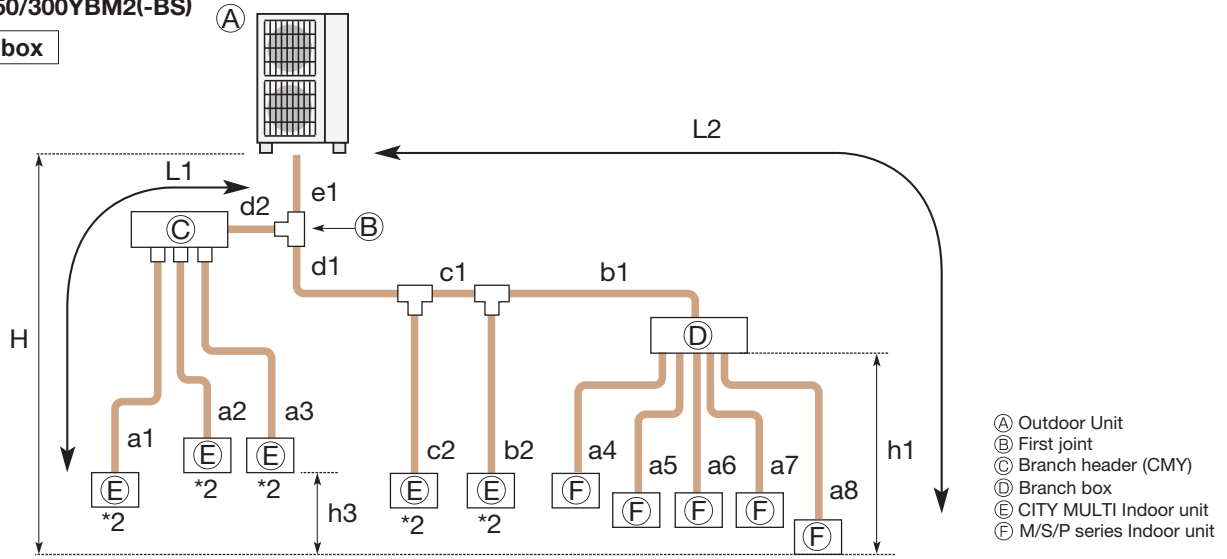 50/300YBM2(-BS)
box
Ⓐ
L2
L1
e1
d2
Ⓒ
Ⓑ
d1
c1
b1
H
Ⓓ
a1
a2
a3
c2
b2
a4
a5
a6
a7
a8
h1
h3
Ⓔ
*2
Ⓔ
*2
Ⓔ
*2
Ⓔ
*2
Ⓔ
*2
Ⓕ
Ⓕ
Ⓕ
Ⓕ
Ⓕ
Ⓐ Outdoor Unit
Ⓑ First joint
Ⓒ Branch header (CMY)
Ⓓ Branch box
Ⓔ CITY MULTI Indoor unit
Ⓕ M/S/P series Indoor unit